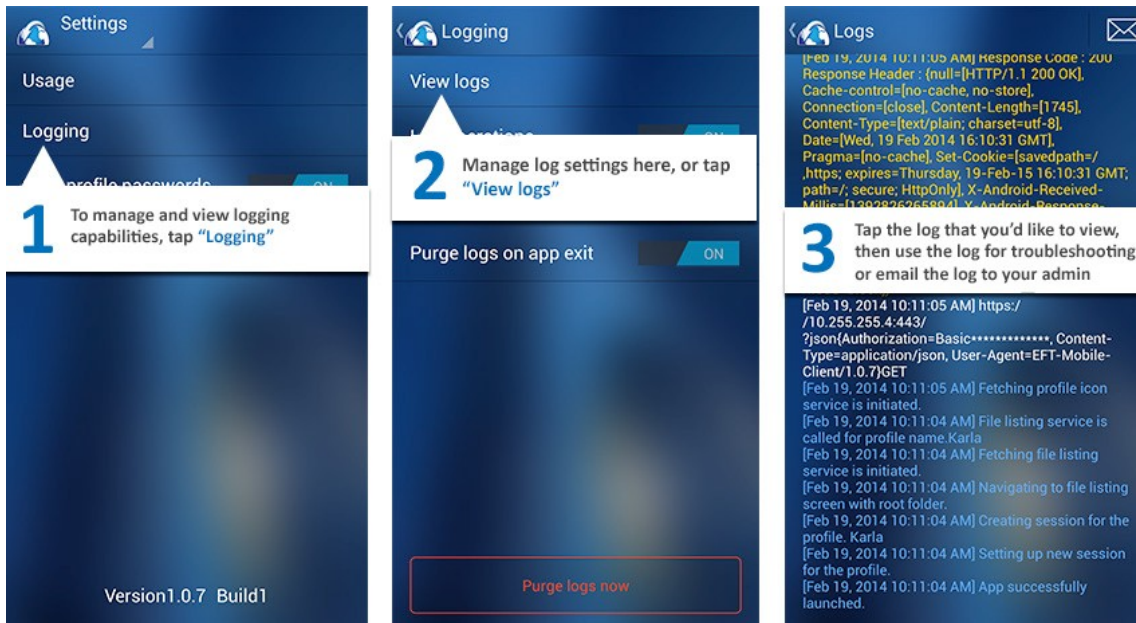 Settings
Usage
Logging
profile passwords
ON
1
To manage and view logging
capabilities, tap “Logging”
Version1.0.7 Build1
Logging
View logs
ON
2
Manage log settings here, or tap
“View logs”
Purge logs on app exit
ON
Purge logs now
Logs
[Feb 19, 2014 10:11:05 AM] Response Code : 200
Response Header : {null=[HTTP/1.1 200 OK],
Cache-control=[no-cache, no-store],
Connection=[close], Content-Length=[1745],
Content-Type=[text/plain; charset=utf-8],
Date=[Wed, 19 Feb 2014 16:10:31 GMT],
Pragma=[no-cache], Set-Cookie=[savedpath=/
,https; expires=Thursday, 19-Feb-15 16:10:31 GMT;
path=/; secure; HttpOnly], X-Android-Received-
Millis=[1392826265894], X-Android-Response-
3
Tap the log that you’d like to view,
then use the log for troubleshooting
or email the log to your admin
[Feb 19, 2014 10:11:05 AM] https:/
/10.255.255.4:443/
?json{Authorization=Basic*************, Content-
Type=application/json, User-Agent=EFT-Mobile-
Client/1.0.7}GET
[Feb 19, 2014 10:11:05 AM] Fetching profile icon
service is initiated.
[Feb 19, 2014 10:11:04 AM] File listing service is
called for profile name.Karla
[Feb 19, 2014 10:11:04 AM] Fetching file listing
service is initiated.
[Feb 19, 2014 10:11:04 AM] Navigating to file listing
screen with root folder.
[Feb 19, 2014 10:11:04 AM] Creating session for the
profile. Karla
[Feb 19, 2014 10:11:04 AM] Setting up new session
for the profile.
[Feb 19, 2014 10:11:04 AM] App successfully
launched.